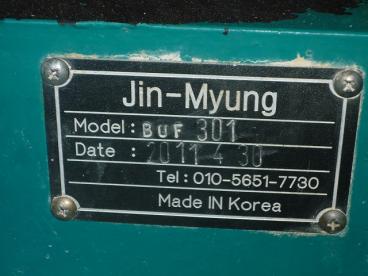 Jin-Myung
Model : BUF 301
Date : 2011 4 30
Tel : 010-5651-7730
Made IN Korea